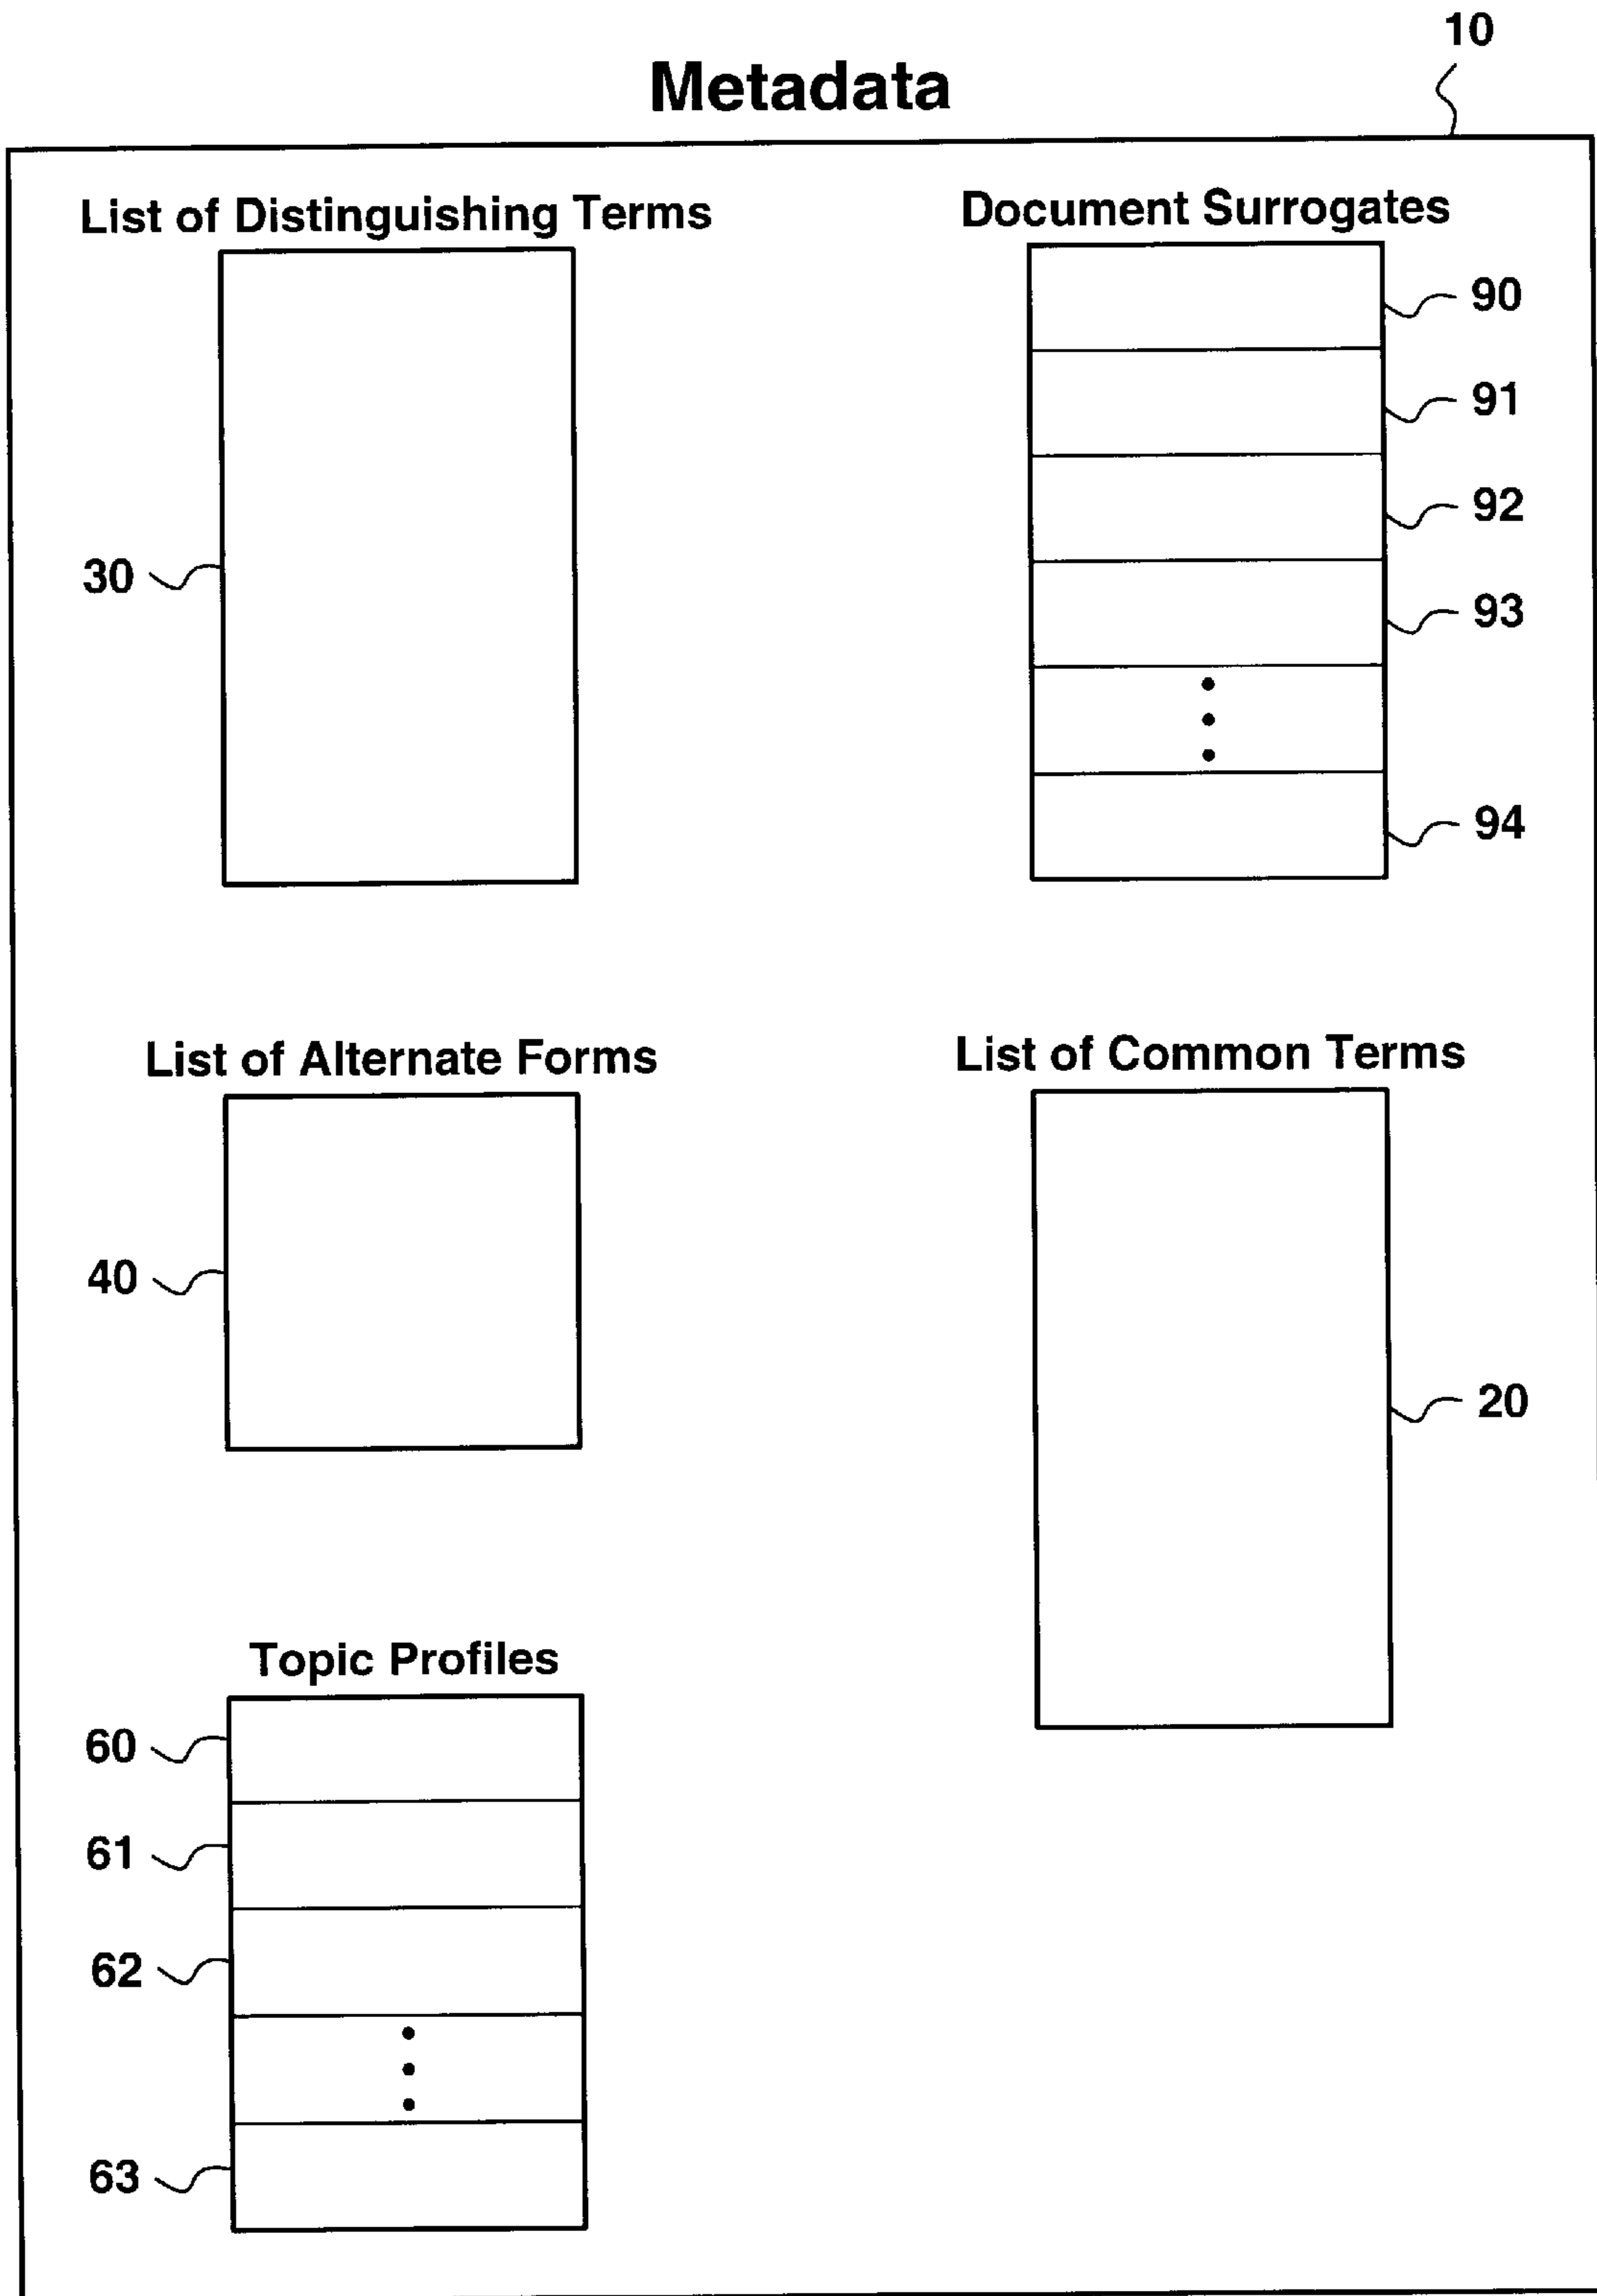 10
Metadata
List of Distinguishing Terms
30
Document Surrogates
90
91
92
93
94
List of Alternate Forms
40
List of Common Terms
20
Topic Profiles
60
61
62
63